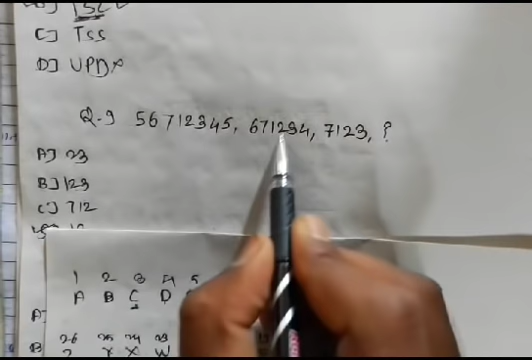 C] TSS
D] UPDX
Q.9 56712345, 671234, 7123, ?
A] 23
B] 123
C] 712
1 2 3 4 5
A B C D
26 25 24 23
Z Y X W